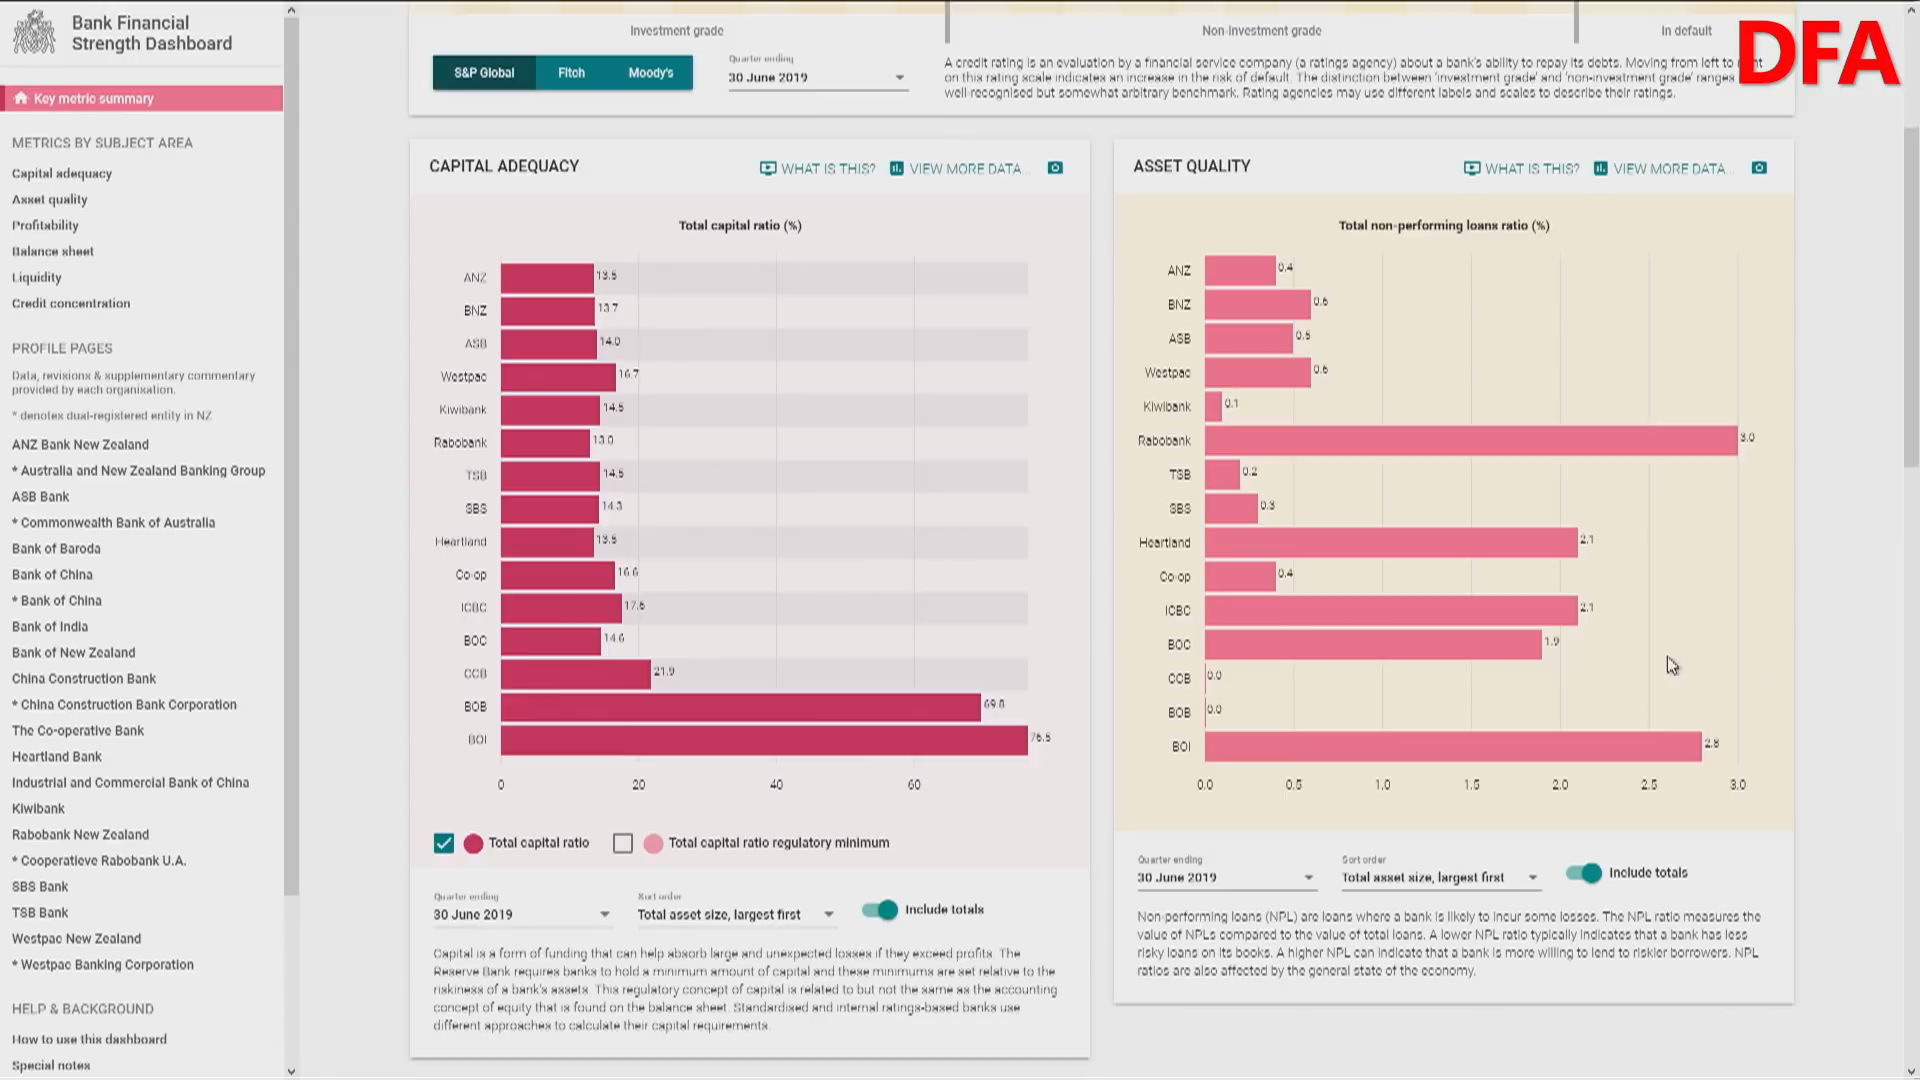 Bank Financial
Strength Dashboard
Key metric summary
METRICS BY SUBJECT AREA
Capital adequacy
Asset quality
Profitability
Balance sheet
Liquidity
Credit concentration
PROFILE PAGES
Data, revisions & supplementary commentary
provided by each organisation.
* denotes dual-registered entity in NZ
ANZ Bank New Zealand
* Australia and New Zealand Banking Group
ASB Bank
* Commonwealth Bank of Australia
Bank of Baroda
Bank of China
* Bank of China
Bank of India
Bank of New Zealand
China Construction Bank
* China Construction Bank Corporation
The Co-operative Bank
Heartland Bank
Industrial and Commercial Bank of China
Kiwibank
Rabobank New Zealand
* Cooperatieve Rabobank U.A.
SBS Bank
TSB Bank
Westpac New Zealand
* Westpac Banking Corporation
HELP & BACKGROUND
How to use this dashboard
Special notes
Investment grade
Non-investment grade
In default
DFA
S&P Global
Fitch
Moody's
Quarter ending
30 June 2019
A credit rating is an evaluation by a financial service company (a ratings agency) about a bank's ability to repay its debts. Moving from left to
on this rating scale indicates an increase in the risk of default. The distinction between 'investment grade' and 'non-investment grade' ranges
well-recognised but somewhat arbitrary benchmark. Rating agencies may use different labels and scales to describe their ratings.
CAPITAL ADEQUACY
WHAT IS THIS?
VIEW MORE DATA...
Total capital ratio (%)
ANZ 13.5
BNZ 13.7
ASB 14.0
Westpac 16.7
Kiwibank 14.5
Rabobank 13.0
TSB 14.5
SBS 14.3
Heartland 13.5
Co-op 16.6
ICBC 17.6
BOC 14.6
CCB 21.9
BOB 69.8
BOI 76.5
0 20 40 60
Total capital ratio
Total capital ratio regulatory minimum
Quarter ending
30 June 2019
Sort order
Total asset size, largest first
Include totals
Capital is a form of funding that can help absorb large and unexpected losses if they exceed profits. The
Reserve Bank requires banks to hold a minimum amount of capital and these minimums are set relative to the
riskiness of a bank's assets. This regulatory concept of capital is related to but not the same as the accounting
concept of equity that is found on the balance sheet. Standardised and internal ratings-based banks use
different approaches to calculate their capital requirements.
ASSET QUALITY
WHAT IS THIS?
VIEW MORE DATA...
Total non-performing loans ratio (%)
ANZ 0.4
BNZ 0.6
ASB 0.5
Westpac 0.6
Kiwibank 0.1
Rabobank 3.0
TSB 0.2
SBS 0.3
Heartland 2.1
Co-op 0.4
ICBC 2.1
BOC 1.9
CCB 0.0
BOB 0.0
BOI 2.8
0.0 0.5 1.0 1.5 2.0 2.5 3.0
Quarter ending
30 June 2019
Sort order
Total asset size, largest first
Include totals
Non-performing loans (NPL) are loans where a bank is likely to incur some losses. The NPL ratio measures the
value of NPLs compared to the value of total loans. A lower NPL ratio typically indicates that a bank has less
risky loans on its books. A higher NPL can indicate that a bank is more willing to lend to riskier borrowers. NPL
ratios are also affected by the general state of the economy.